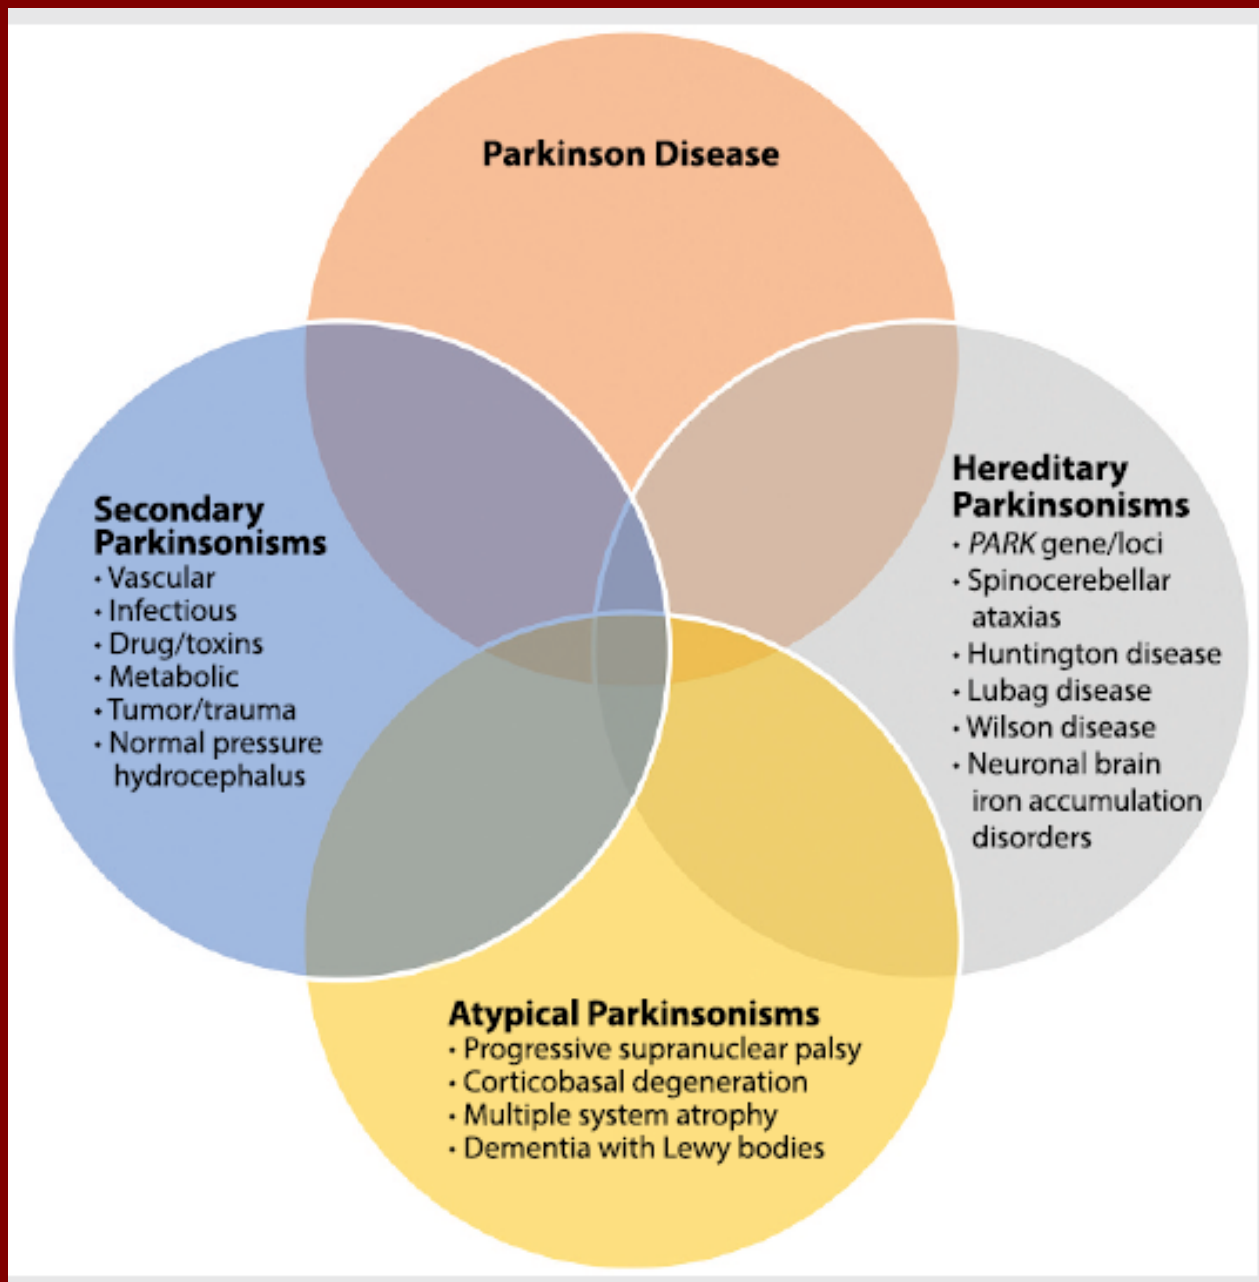 Parkinson Disease
Secondary
Parkinsonisms
• Vascular
• Infectious
• Drug/toxins
• Metabolic
• Tumor/trauma
• Normal pressure
hydrocephalus
Hereditary
Parkinsonisms
• PARK gene/loci
• Spinocerebellar
ataxias
• Huntington disease
• Lubag disease
• Wilson disease
• Neuronal brain
iron accumulation
disorders
Atypical Parkinsonisms
• Progressive supranuclear palsy
• Corticobasal degeneration
• Multiple system atrophy
• Dementia with Lewy bodies